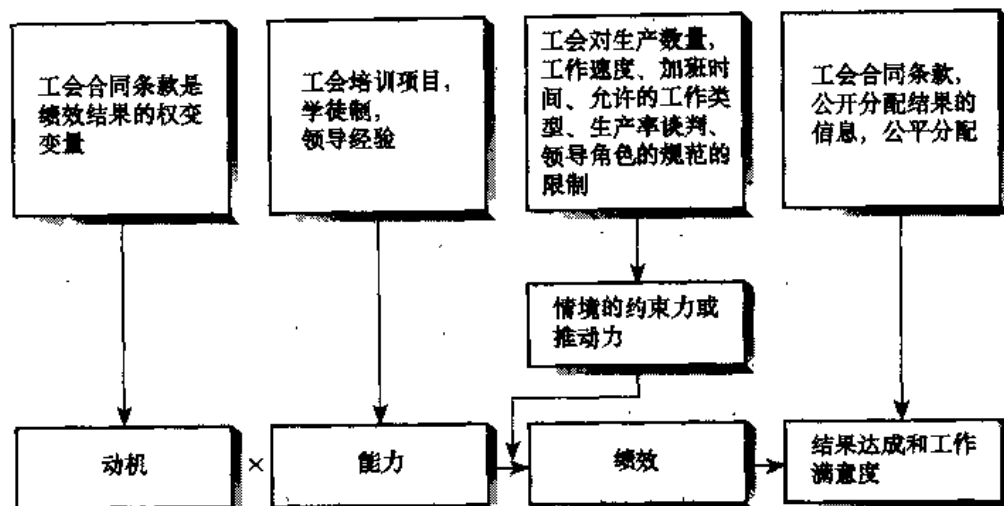 工会合同条款是
绩效结果的权变
变量
工会培训项目，
学徒制，
领导经验
工会对生产数量，
工作速度、加班时
间、允许的工作类
型、生产率谈判、
领导角色的规范的
限制
工会合同条款，
公开分配结果的
信息，公平分配
情境的约束力或
推动力
动机
×
能力
绩效
结果达成和工作
满意度